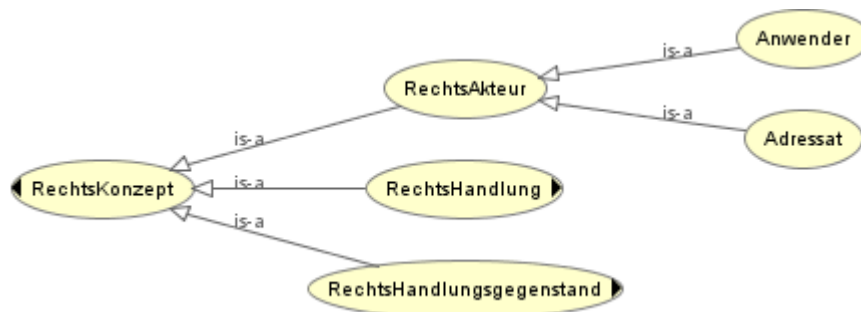 Anwender
is-a
RechtsAkteur
is-a
Adressat
is-a
RechtsKonzept
is-a
RechtsHandlung
is-a
RechtsHandlungsgegenstand